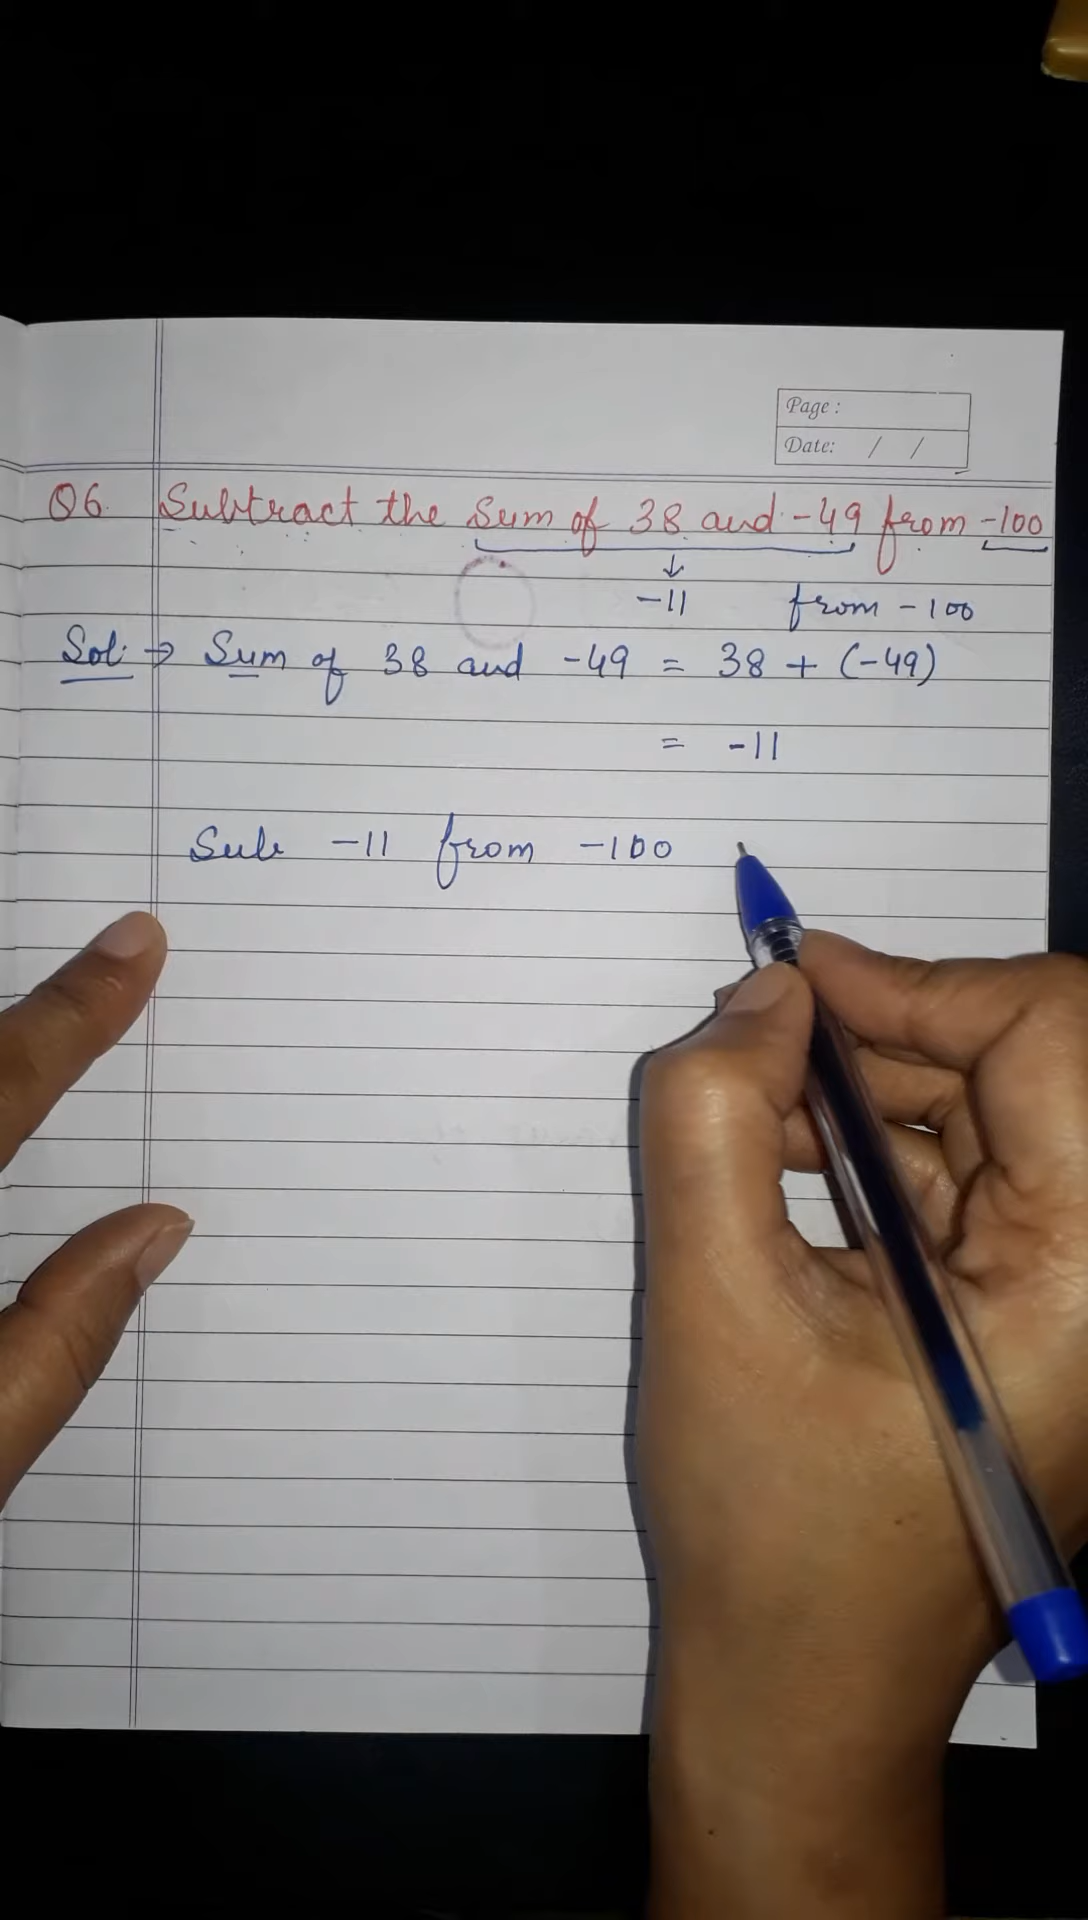 Page :
Date: / /
Q6. Subtract the Sum of 38 and -49 from -100
↓
-11 from -100
Sol: → Sum of 38 and -49 = 38 + (-49)
= -11
Sub -11 from -100